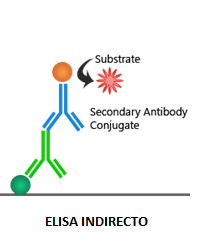 Substrate
Secondary Antibody
Conjugate
ELISA INDIRECTO